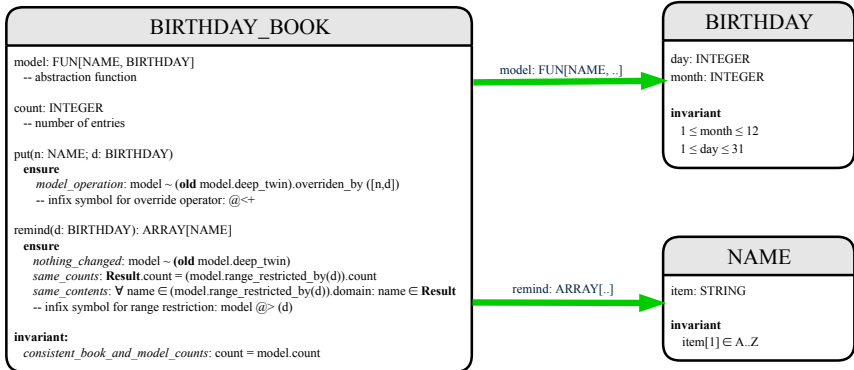 BIRTHDAY_BOOK
model: FUN[NAME, BIRTHDAY]
-- abstraction function
count: INTEGER
-- number of entries
put(n: NAME; d: BIRTHDAY)
ensure
model_operation: model ~ (old model.deep_twin).overriden_by ([n,d])
-- infix symbol for override operator: @<+
remind(d: BIRTHDAY): ARRAY[NAME]
ensure
nothing_changed: model ~ (old model.deep_twin)
same_counts: Result.count = (model.range_restricted_by(d)).count
same_contents: ∀ name ∈ (model.range_restricted_by(d)).domain: name ∈ Result
-- infix symbol for range restriction: model @> (d)
invariant:
consistent_book_and_model_counts: count = model.count
model: FUN[NAME, ..]
remind: ARRAY[..]
BIRTHDAY
day: INTEGER
month: INTEGER
invariant
1 ≤ month ≤ 12
1 ≤ day ≤ 31
NAME
item: STRING
invariant
item[1] ∈ A..Z